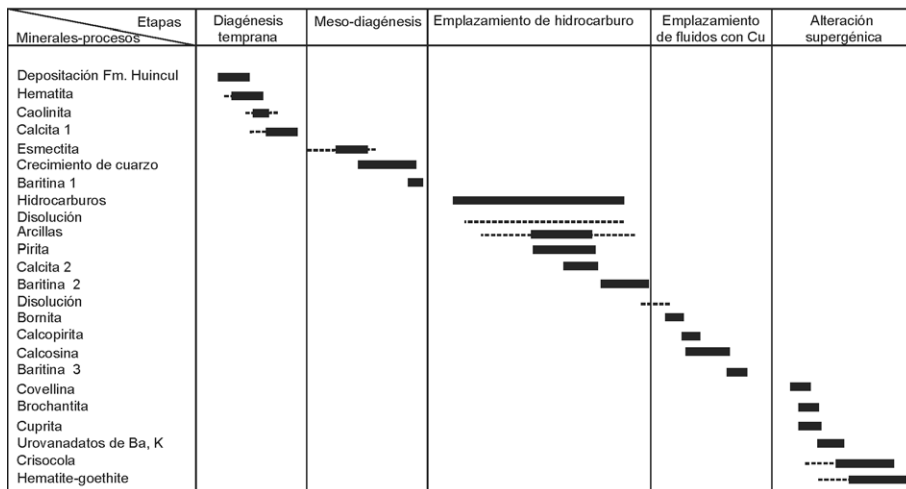 Etapas
Minerales-procesos
Diagénesis
temprana
Meso-diagénesis
Emplazamiento de hidrocarburo
Emplazamiento
de fluidos con Cu
Alteración
supergénica
Depositación Fm. Huincul
Hematita
Caolinita
Calcita 1
Esmectita
Crecimiento de cuarzo
Baritina 1
Hidrocarburos
Disolución
Arcillas
Pirita
Calcita 2
Baritina 2
Disolución
Bornita
Calcopirita
Calcosina
Baritina 3
Covellina
Brochantita
Cuprita
Urovanadatos de Ba, K
Crisocola
Hematite-goethite